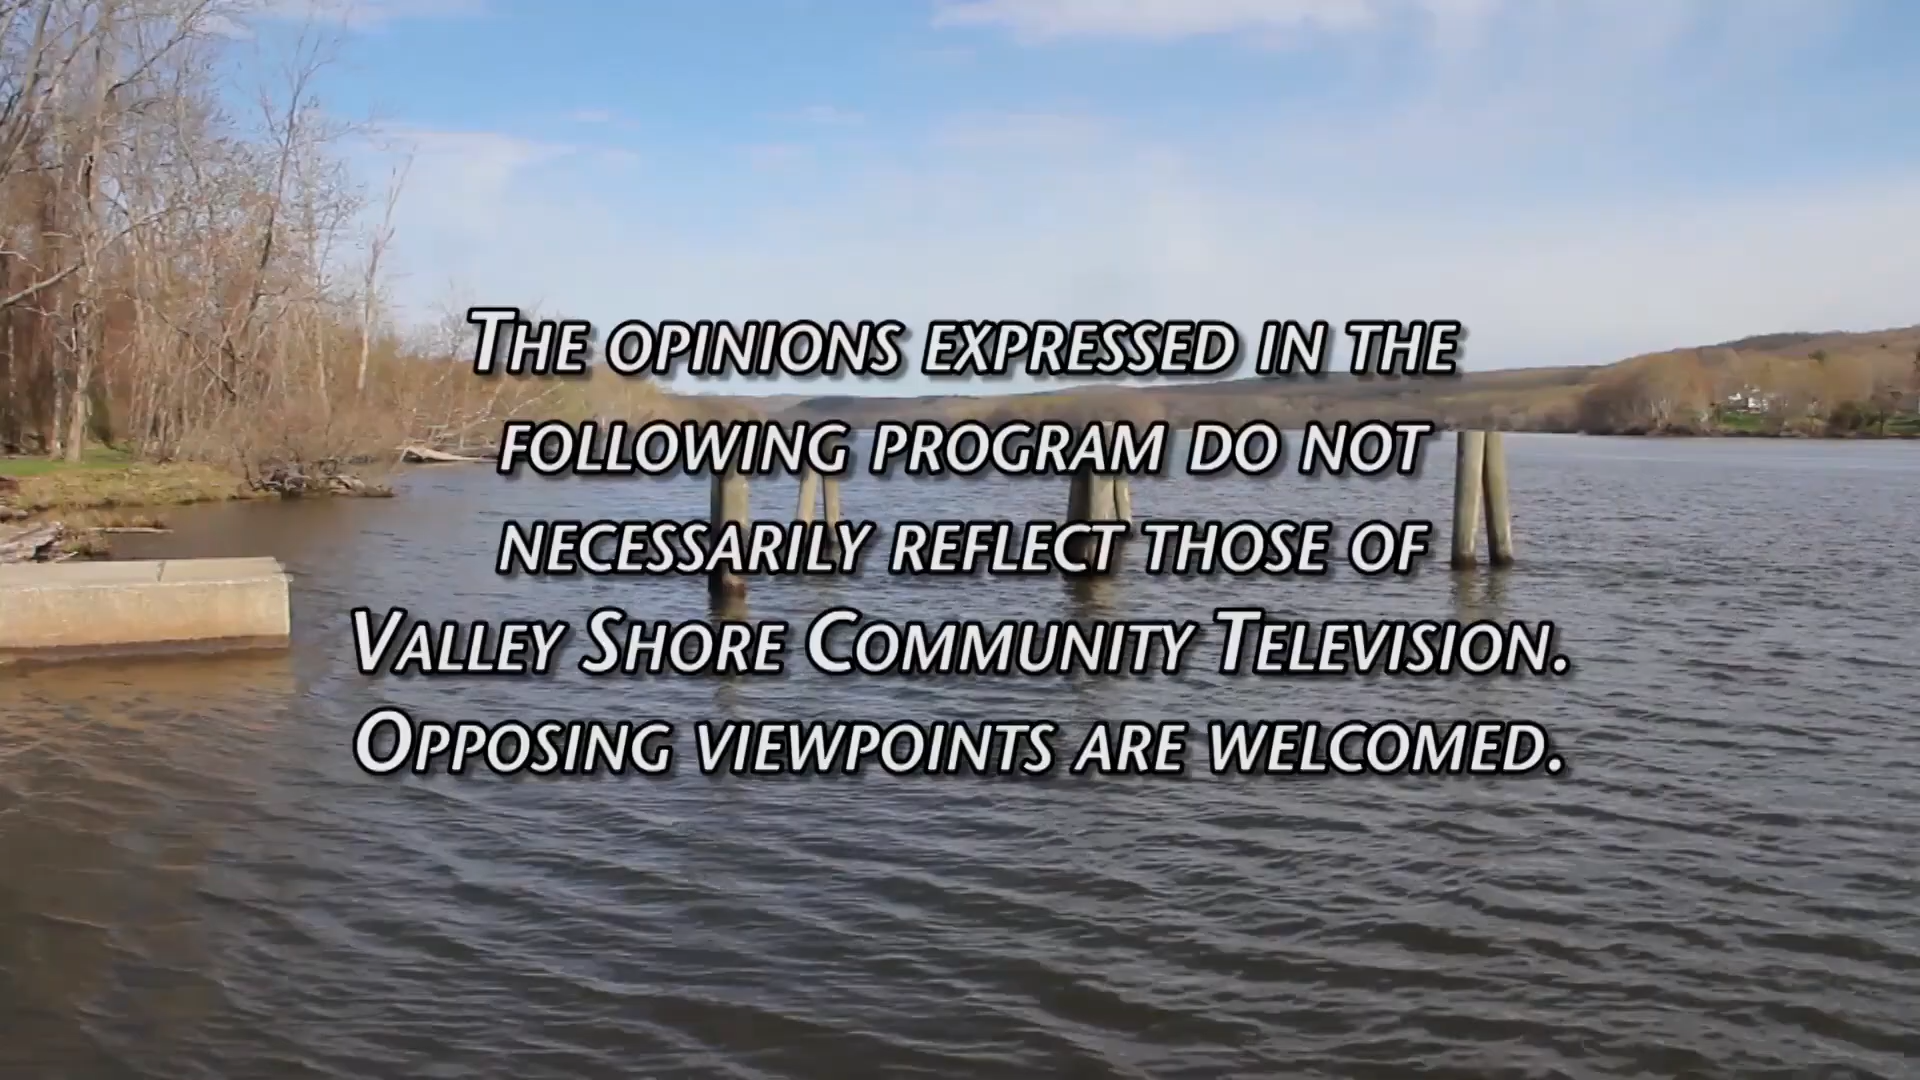 The opinions expressed in the
following program do not
necessarily reflect those of
Valley Shore Community Television.
Opposing viewpoints are welcomed.